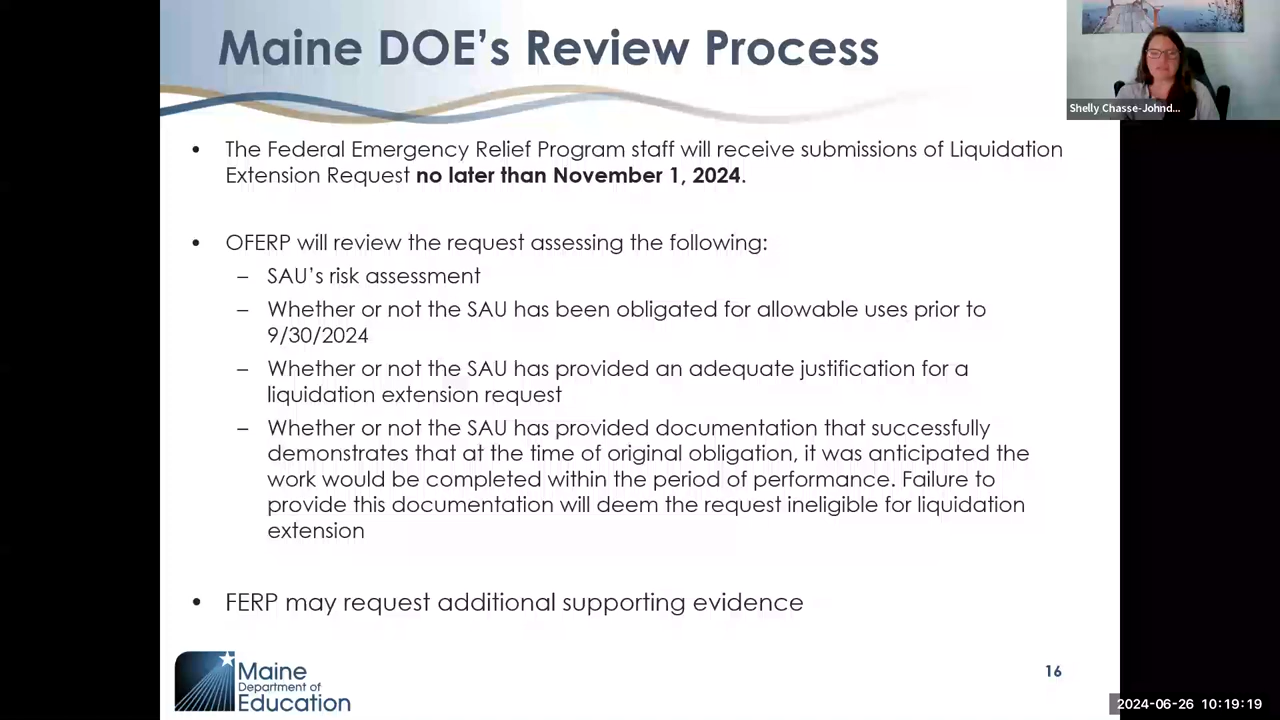 Maine DOE's Review Process
Shelly Chasse-Johnd...
• The Federal Emergency Relief Program staff will receive submissions of Liquidation
Extension Request no later than November 1, 2024.
• OFERP will review the request assessing the following:
– SAU's risk assessment
– Whether or not the SAU has been obligated for allowable uses prior to
9/30/2024
– Whether or not the SAU has provided an adequate justification for a
liquidation extension request
– Whether or not the SAU has provided documentation that successfully
demonstrates that at the time of original obligation, it was anticipated the
work would be completed within the period of performance. Failure to
provide this documentation will deem the request ineligible for liquidation
extension
• FERP may request additional supporting evidence
Maine
Department of
Education
16
2024-06-26 10:19:19